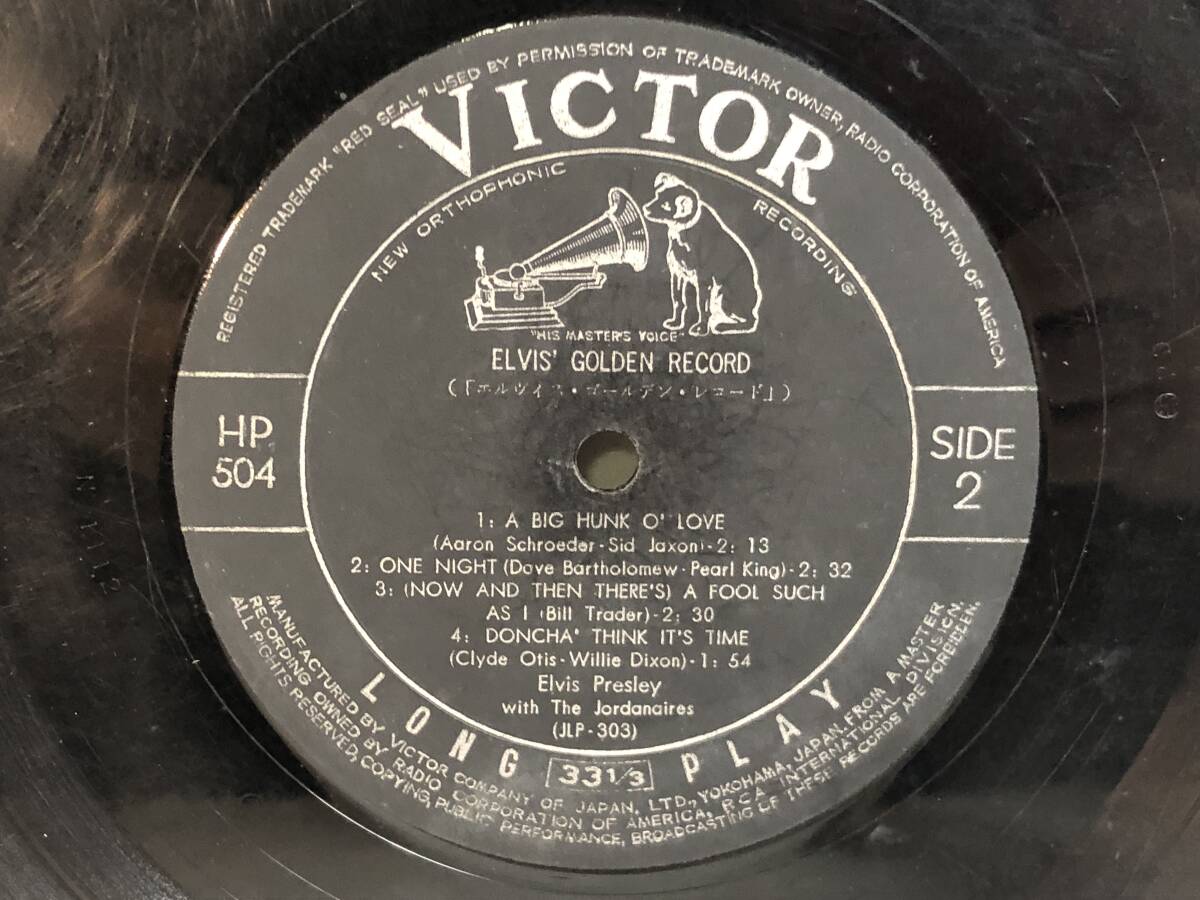 REGISTERED TRADEMARK "RED SEAL" USED BY PERMISSION OF TRADEMARK OWNER, RADIO CORPORATION OF AMERICA
VICTOR
NEW ORTHOPHONIC RECORDING
"HIS MASTER'S VOICE"
ELVIS' GOLDEN RECORD
(「エルヴィス・ゴールデン・レコード」)
HP
504
SIDE
2
1: A BIG HUNK O' LOVE
(Aaron Schroeder-Sid Jaxon)-2: 13
2: ONE NIGHT (Dave Bartholomew-Pearl King)-2: 32
3: (NOW AND THEN THERE'S) A FOOL SUCH
AS I (Bill Trader)-2: 30
4: DONCHA' THINK IT'S TIME
(Clyde Otis-Willie Dixon)-1: 54
Elvis Presley
with The Jordanaires
(JLP-303)
LONG 33 1/3 PLAY
MANUFACTURED BY VICTOR COMPANY OF JAPAN, LTD., YOKOHAMA, JAPAN, FROM A MASTER
RECORDING OWNED BY RADIO CORPORATION OF AMERICA, RCA INTERNATIONAL DIVISION.
ALL RIGHTS RESERVED, COPYING, PUBLIC PERFORMANCE, BROADCASTING OF THESE RECORDS ARE FORBIDDEN.